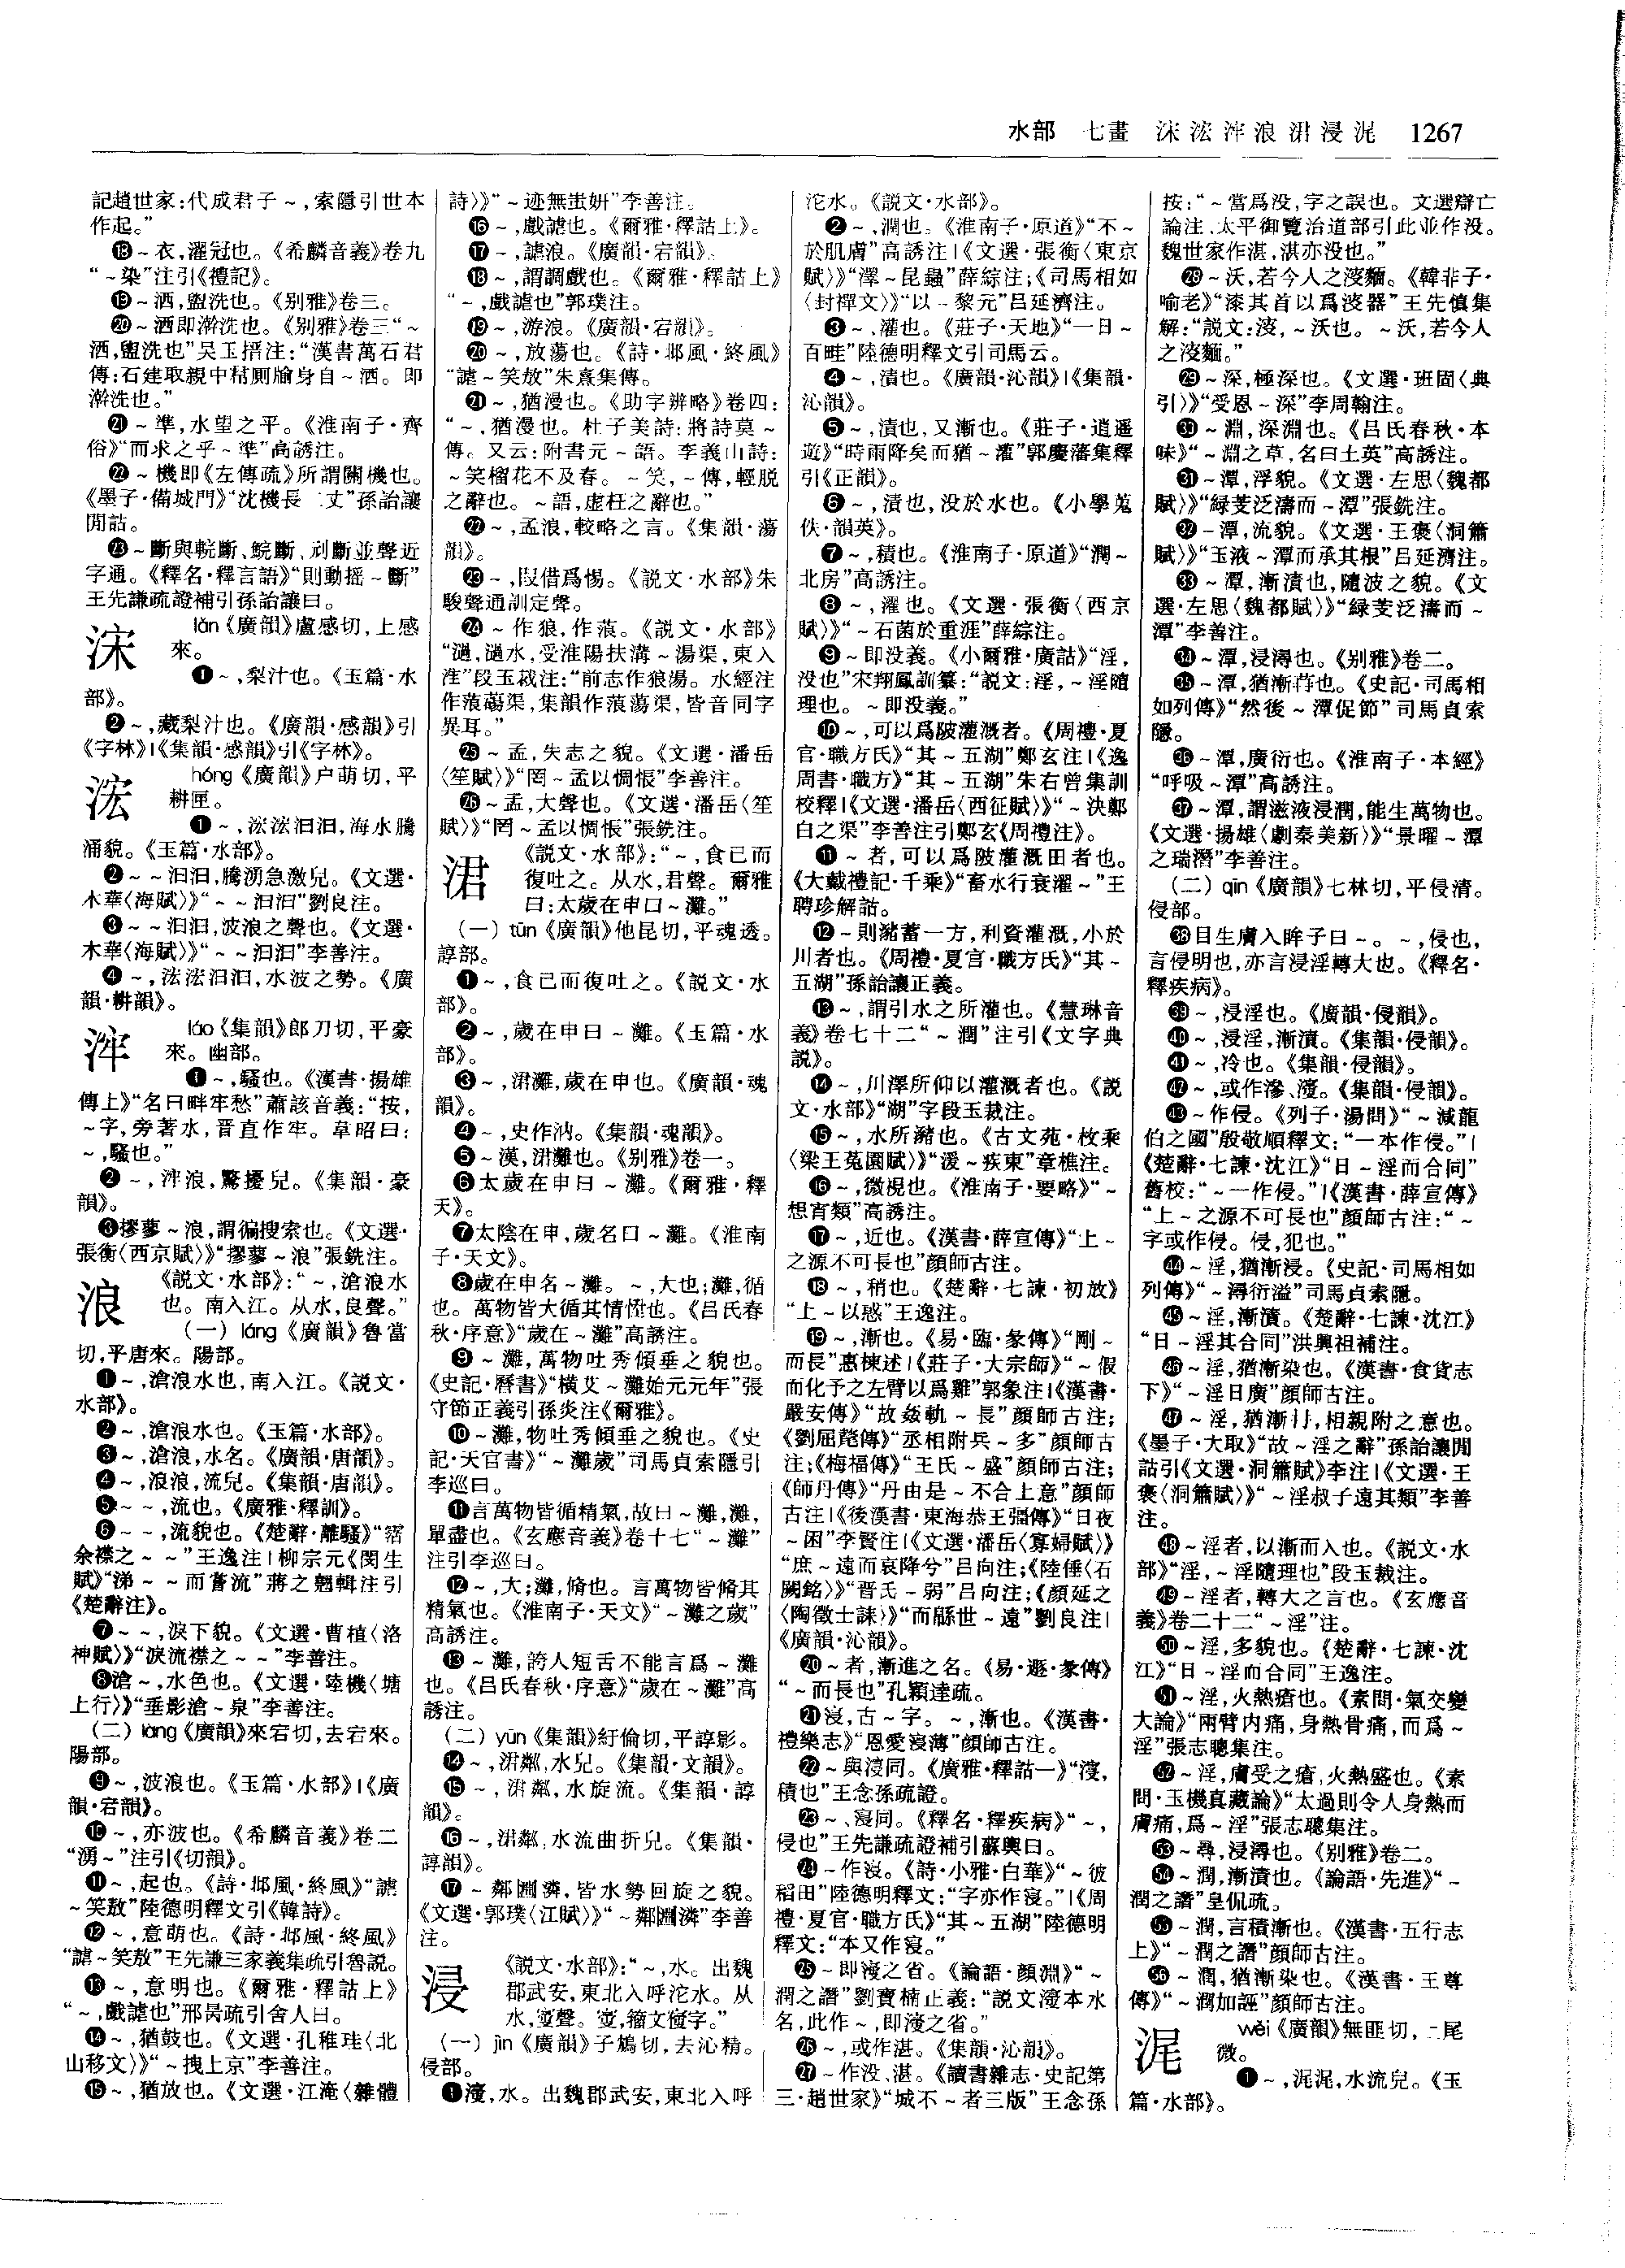 水部　七畫　浨浤浶浪涒浸浘　1267
記趙世家:代成君子～,索隱引世本
作起。”
⓲～衣,濯冠也。《希麟音義》卷九
“～染”注引《禮記》。
⓳～洒,盥洗也。《别雅》卷三。
⓴～洒即澣洗也。《别雅》卷三“～
洒,盥洗也”吴玉搢注:“漢書萬石君
傳:石建取親中帬厠牏身自～洒。即
澣洗也。”
㉑～準,水望之平。《淮南子·齊
俗》“而求之乎～準”高誘注。
㉒～機即《左傳疏》所謂關機也。
《墨子·備城門》“沈機長二丈”孫詒讓
閒詁。
㉓～斷與輐斷、鯇斷、刓斷並聲近
字通。《釋名·釋言語》“則動摇～斷”
王先謙疏證補引孫詒讓曰。
浨 lǎn《廣韻》盧感切,上感
來。
❶～,梨汁也。《玉篇·水
部》。
❷～,藏梨汁也。《廣韻·感韻》引
《字林》|《集韻·感韻》引《字林》。
浤 hóng《廣韻》户萌切,平
耕匣。
❶～,浤浤汩汩,海水騰
涌貌。《玉篇·水部》。
❷～～汩汩,騰湧急激皃。《文選·
木華〈海賦〉》“～～汩汩”劉良注。
❸～～汩汩,波浪之聲也。《文選·
木華〈海賦〉》“～～汩汩”李善注。
❹～,浤浤汩汩,水波之勢。《廣
韻·耕韻》。
浶 láo《集韻》郎刀切,平豪
來。幽部。
❶～,騷也。《漢書·揚雄
傳上》“名曰畔牢愁”蕭該音義:“按,
～字,旁著水,晋直作牢。韋昭曰:
～,騷也。”
❷～,浶浪,驚擾皃。《集韻·豪
韻》。
❸摎蓼～浪,謂徧搜索也。《文選·
張衡〈西京賦〉》“摎蓼～浪”張銑注。
浪 《説文·水部》:“～,滄浪水
也。南入江。从水,良聲。”
（一）láng《廣韻》魯當
切,平唐來。陽部。
❶～,滄浪水也,南入江。《説文·
水部》。
❷～,滄浪水也。《玉篇·水部》。
❸～,滄浪,水名。《廣韻·唐韻》。
❹～,浪浪,流皃。《集韻·唐韻》。
❺～～,流也。《廣雅·釋訓》。
❻～～,流貌也。《楚辭·離騷》“霑
余襟之～～”王逸注|柳宗元《閔生
賦》“涕～～而舊流”蔣之翹輯注引
《楚辭注》。
❼～～,淚下貌。《文選·曹植〈洛
神賦〉》“淚流襟之～～”李善注。
❽滄～,水色也。《文選·陸機〈塘
上行〉》“垂影滄～泉”李善注。
（二）làng《廣韻》來宕切,去宕來。
陽部。
❾～,波浪也。《玉篇·水部》|《廣
韻·宕韻》。
❿～,亦波也。《希麟音義》卷二
“湧～”注引《切韻》。
⓫～,起也。《詩·邶風·終風》“謔
～笑敖”陸德明釋文引《韓詩》。
⓬～,意萌也。《詩·邶風·終風》
“謔～笑敖”王先謙三家義集疏引魯説。
⓭～,意明也。《爾雅·釋詁上》
“～,戲謔也”邢昺疏引舍人曰。
⓮～,猶鼓也。《文選·孔稚珪〈北
山移文〉》“～拽上京”李善注。
⓯～,猶放也。《文選·江淹〈雜體
詩〉》“～迹無蚩妍”李善注。
⓰～,戲謔也。《爾雅·釋詁上》。
⓱～,謔浪。《廣韻·宕韻》。
⓲～,謂調戲也。《爾雅·釋詁上》
“～,戲謔也”郭璞注。
⓳～,游浪。《廣韻·宕韻》。
⓴～,放蕩也。《詩·邶風·終風》
“謔～笑敖”朱熹集傳。
㉑～,猶漫也。《助字辨略》卷四:
“～,猶漫也。杜子美詩:將詩莫～
傳。又云:附書元～語。李義山詩:
～笑榴花不及春。～笑,～傳,輕脱
之辭也。～語,虚枉之辭也。”
㉒～,孟浪,較略之言。《集韻·蕩
韻》。
㉓～,叚借爲惕。《説文·水部》朱
駿聲通訓定聲。
㉔～作狼,作蒗。《説文·水部》
“濄,濄水,受淮陽扶溝～湯渠,東入
淮”段玉裁注:“前志作狼湯。水經注
作蒗蕩渠,集韻作蒗蕩渠,皆音同字
異耳。”
㉕～孟,失志之貌。《文選·潘岳
〈笙賦〉》“罔～孟以惆悵”李善注。
㉖～孟,大聲也。《文選·潘岳〈笙
賦〉》“罔～孟以惆悵”張銑注。
涒 《説文·水部》:“～,食已而
復吐之。从水,君聲。爾雅
曰:太歲在申曰～灘。”
（一）tūn《廣韻》他昆切,平魂透。
諄部。
❶～,食已而復吐之。《説文·水
部》。
❷～,歲在申曰～灘。《玉篇·水
部》。
❸～,涒灘,歲在申也。《廣韻·魂
韻》。
❹～,史作汭。《集韻·魂韻》。
❺～漢,涒灘也。《别雅》卷一。
❻太歲在申曰～灘。《爾雅·釋
天》。
❼太陰在申,歲名曰～灘。《淮南
子·天文》。
❽歲在申名～灘。～,大也;灘,循
也。萬物皆大循其情性也。《吕氏春
秋·序意》“歲在～灘”高誘注。
❾～灘,萬物吐秀傾垂之貌也。
《史記·曆書》“横艾～灘始元元年”張
守節正義引孫炎注《爾雅》。
❿～灘,物吐秀傾垂之貌也。《史
記·天官書》“～灘歲”司馬貞索隱引
李巡曰。
⓫言萬物皆循精氣,故曰～灘,灘,
單盡也。《玄應音義》卷十七“～灘”
注引李巡曰。
⓬～,大;灘,脩也。言萬物皆脩其
精氣也。《淮南子·天文》“～灘之歲”
高誘注。
⓭～灘,誇人短舌不能言爲～灘
也。《吕氏春秋·序意》“歲在～灘”高
誘注。
（二）yūn《集韻》紆倫切,平諄影。
⓮～,涒鄰,水皃。《集韻·文韻》。
⓯～,涒鄰,水旋流。《集韻·諄
韻》。
⓰～,涒鄰,水流曲折皃。《集韻·
諄韻》。
⓱～鄰圌潾,皆水勢回旋之貌。
《文選·郭璞〈江賦〉》“～鄰圌潾”李善
注。
浸 《説文·水部》:“～,水。出魏
郡武安,東北入呼沱水。从
水,𡩠聲。𡩠,籀文𡪢字。”
（一）jìn《廣韻》子鴆切,去沁精。
侵部。
❶濅,水。出魏郡武安,東北入呼
沱水。《説文·水部》。
❷～,潤也。《淮南子·原道》“不～
於肌膚”高誘注|《文選·張衡〈東京
賦〉》“澤～昆蟲”薛綜注;《司馬相如
〈封禪文〉》“以～黎元”吕延濟注。
❸～,灌也。《莊子·天地》“一日～
百畦”陸德明釋文引司馬云。
❹～,漬也。《廣韻·沁韻》|《集韻·
沁韻》。
❺～,漬也,又漸也。《莊子·逍遥
遊》“時雨降矣而猶～灌”郭慶藩集釋
引《正韻》。
❻～,漬也,没於水也。《小學蒐
佚·韻英》。
❼～,積也。《淮南子·原道》“潤～
北房”高誘注。
❽～,濯也。《文選·張衡〈西京
賦〉》“～石菌於重涯”薛綜注。
❾～即没義。《小爾雅·廣詁》“淫,
没也”宋翔鳳訓纂:“説文:淫,～淫隨
理也。～即没義。”
❿～,可以爲陂灌溉者。《周禮·夏
官·職方氏》“其～五湖”鄭玄注|《逸
周書·職方》“其～五湖”朱右曾集訓
校釋|《文選·潘岳〈西征賦〉》“～決鄭
白之渠”李善注引鄭玄《周禮注》。
⓫～者,可以爲陂灌溉田者也。
《大戴禮記·千乘》“畜水行衰濯～”王
聘珍解詁。
⓬～則豬蓄一方,利資灌溉,小於
川者也。《周禮·夏官·職方氏》“其～
五湖”孫詒讓正義。
⓭～,謂引水之所灌也。《慧琳音
義》卷七十二“～潤”注引《文字典
説》。
⓮～,川澤所仰以灌溉者也。《説
文·水部》“湖”字段玉裁注。
⓯～,水所瀦也。《古文苑·枚乘
〈梁王菟園賦〉》“湲～疾東”章樵注。
⓰～,微視也。《淮南子·要略》“～
想宵類”高誘注。
⓱～,近也。《漢書·薛宣傳》“上～
之源不可長也”顔師古注。
⓲～,稍也。《楚辭·七諫·初放》
“上～以惑”王逸注。
⓳～,漸也。《易·臨·彖傳》“剛～
而長”惠棟述|《莊子·大宗師》“～假
而化予之左臂以爲雞”郭象注|《漢書·
嚴安傳》“故姦軌～長”顔師古注;
《劉屈氂傳》“丞相附兵～多”顔師古
注;《梅福傳》“王氏～盛”顔師古注;
《師丹傳》“丹由是～不合上意”顔師
古注|《後漢書·東海恭王彊傳》“日夜
～困”李賢注|《文選·潘岳〈寡婦賦〉》
“庶～遠而哀降兮”吕向注;《陸倕〈石
闕銘〉》“晋氏～弱”吕向注;《顔延之
〈陶徵士誄〉》“而緜世～遠”劉良注|
《廣韻·沁韻》。
⓴～者,漸進之名。《易·遯·彖傳》
“～而長也”孔穎達疏。
㉑寖,古～字。～,漸也。《漢書·
禮樂志》“恩愛寖薄”顔師古注。
㉒～與濅同。《廣雅·釋詁一》“濅,
積也”王念孫疏證。
㉓～、寖同。《釋名·釋疾病》“～,
侵也”王先謙疏證補引蘇輿曰。
㉔～作寖。《詩·小雅·白華》“～彼
稻田”陸德明釋文:“字亦作寖。”|《周
禮·夏官·職方氏》“其～五湖”陸德明
釋文:“本又作寖。”
㉕～即濅之省。《論語·顔淵》“～
潤之譖”劉寶楠正義:“説文濅本水
名,此作～,即濅之省。”
㉖～,或作湛。《集韻·沁韻》。
㉗～作没、湛。《讀書雜志·史記第
三·趙世家》“城不～者三版”王念孫
按:“～當爲没,字之誤也。文選辯亡
論注、太平御覽治道部引此並作没。
魏世家作湛,湛亦没也。”
㉘～沃,若今人之溲麵。《韓非子·
喻老》“漆其首以爲溲器”王先慎集
解:“説文:溲,～沃也。～沃,若今人
之溲麵。”
㉙～深,極深也。《文選·班固〈典
引〉》“受恩～深”李周翰注。
㉚～淵,深淵也。《吕氏春秋·本
味》“～淵之草,名曰土英”高誘注。
㉛～潭,浮貌。《文選·左思〈魏都
賦〉》“緑芰泛濤而～潭”張銑注。
㉜～潭,流貌。《文選·王褒〈洞簫
賦〉》“玉液～潭而承其根”吕延濟注。
㉝～潭,漸漬也,隨波之貌。《文
選·左思〈魏都賦〉》“緑芰泛濤而～
潭”李善注。
㉞～潭,浸潯也。《别雅》卷二。
㉟～潭,猶漸苒也。《史記·司馬相
如列傳》“然後～潭促節”司馬貞索
隱。
㊱～潭,廣衍也。《淮南子·本經》
“呼吸～潭”高誘注。
㊲～潭,謂滋液浸潤,能生萬物也。
《文選·揚雄〈劇秦美新〉》“景曜～潭
之瑞潛”李善注。
（二）qīn《廣韻》七林切,平侵清。
侵部。
㊳目生膚入眸子曰～。～,侵也,
言侵明也,亦言浸淫轉大也。《釋名·
釋疾病》。
㊴～,浸淫也。《廣韻·侵韻》。
㊵～,浸淫,漸漬。《集韻·侵韻》。
㊶～,冷也。《集韻·侵韻》。
㊷～,或作滲、濅。《集韻·侵韻》。
㊸～作侵。《列子·湯問》“～減龍
伯之國”殷敬順釋文:“一本作侵。”|
《楚辭·七諫·沈江》“日～淫而合同”
舊校:“～一作侵。”|《漢書·薛宣傳》
“上～之源不可長也”顔師古注:“～
字或作侵。侵,犯也。”
㊹～淫,猶漸浸。《史記·司馬相如
列傳》“～潯衍溢”司馬貞索隱。
㊺～淫,漸漬。《楚辭·七諫·沈江》
“日～淫其合同”洪興祖補注。
㊻～淫,猶漸染也。《漢書·食貨志
下》“～淫日廣”顔師古注。
㊼～淫,猶漸冉,相親附之意也。
《墨子·大取》“故～淫之辭”孫詒讓閒
詁引《文選·洞簫賦》李注|《文選·王
褒〈洞簫賦〉》“～淫叔子遠其類”李善
注。
㊽～淫者,以漸而入也。《説文·水
部》“淫,～淫隨理也”段玉裁注。
㊾～淫者,轉大之言也。《玄應音
義》卷二十二“～淫”注。
㊿～淫,多貌也。《楚辭·七諫·沈
江》“日～淫而合同”王逸注。
51～淫,火熱瘡也。《素問·氣交變
大論》“兩臂内痛,身熱骨痛,而爲～
淫”張志聰集注。
52～淫,膚受之瘡,火熱盛也。《素
問·玉機真藏論》“太過則令人身熱而
膚痛,爲～淫”張志聰集注。
53～尋,浸潯也。《别雅》卷二。
54～潤,漸漬也。《論語·先進》“～
潤之譖”皇侃疏。
55～潤,言積漸也。《漢書·五行志
上》“～潤之譖”顔師古注。
56～潤,猶漸染也。《漢書·王尊
傳》“～潤加誣”顔師古注。
浘 wěi《廣韻》無匪切,上尾
微。
❶～,浘浘,水流皃。《玉
篇·水部》。